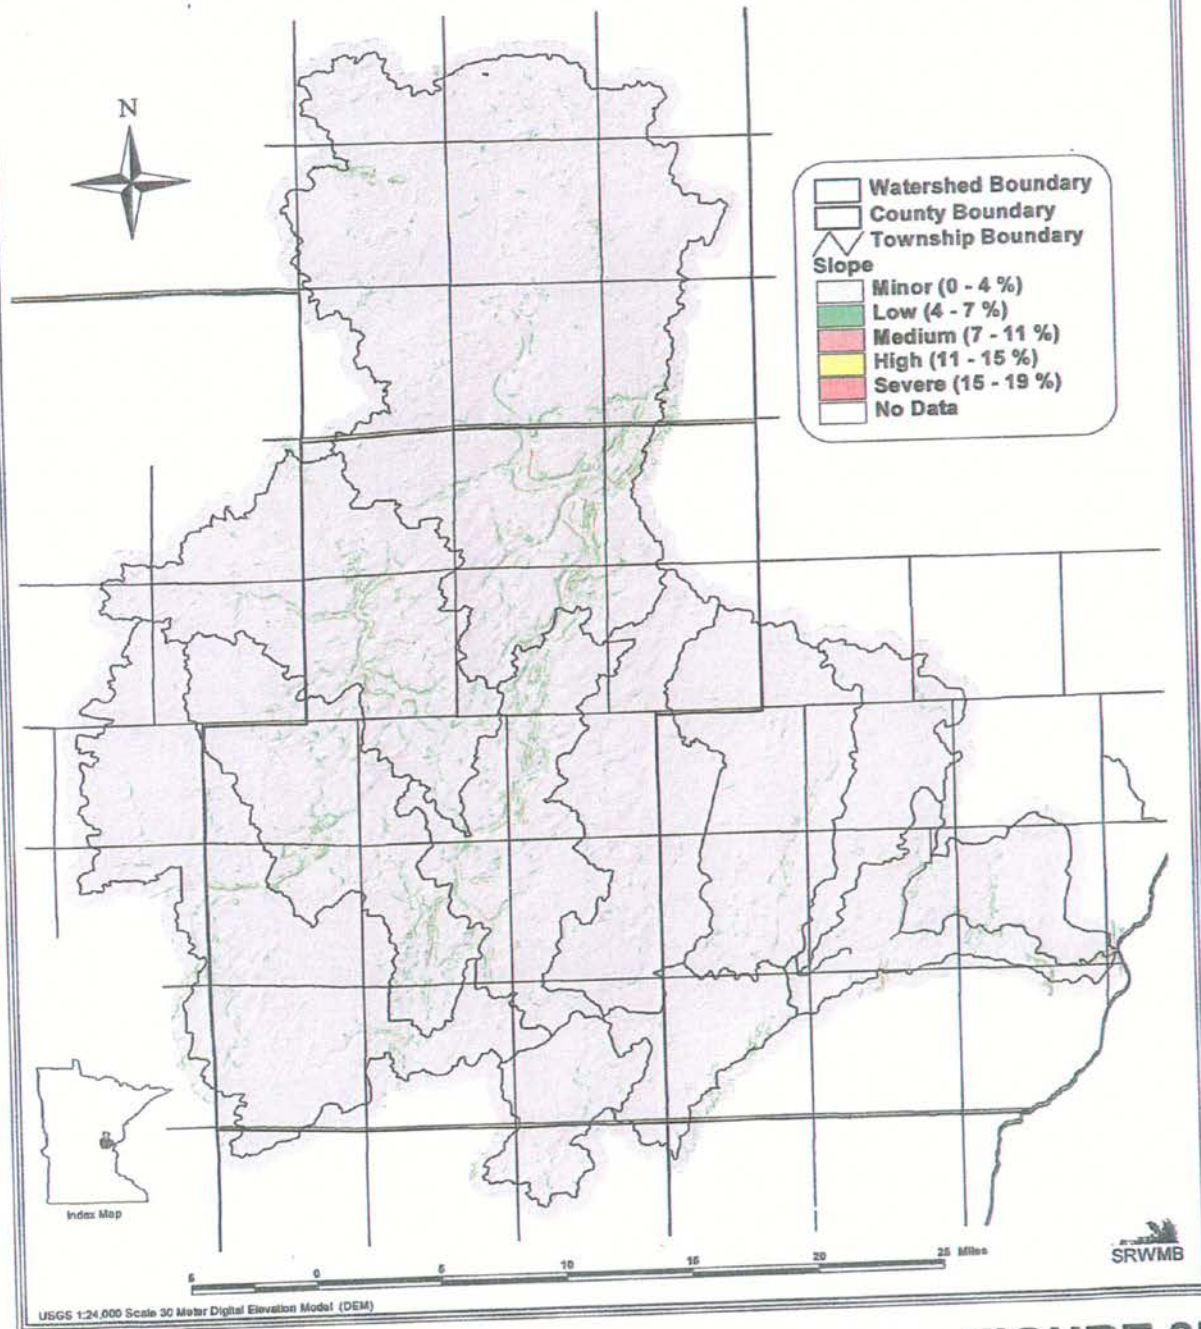 N
Watershed Boundary
County Boundary
Township Boundary
Slope
Minor (0 - 4 %)
Low (4 - 7 %)
Medium (7 - 11 %)
High (11 - 15 %)
Severe (15 - 19 %)
No Data
Index Map
5 0 5 10 15 20 25 Miles
SRWMB
USGS 1:24,000 Scale 30 Meter Digital Elevation Model (DEM)